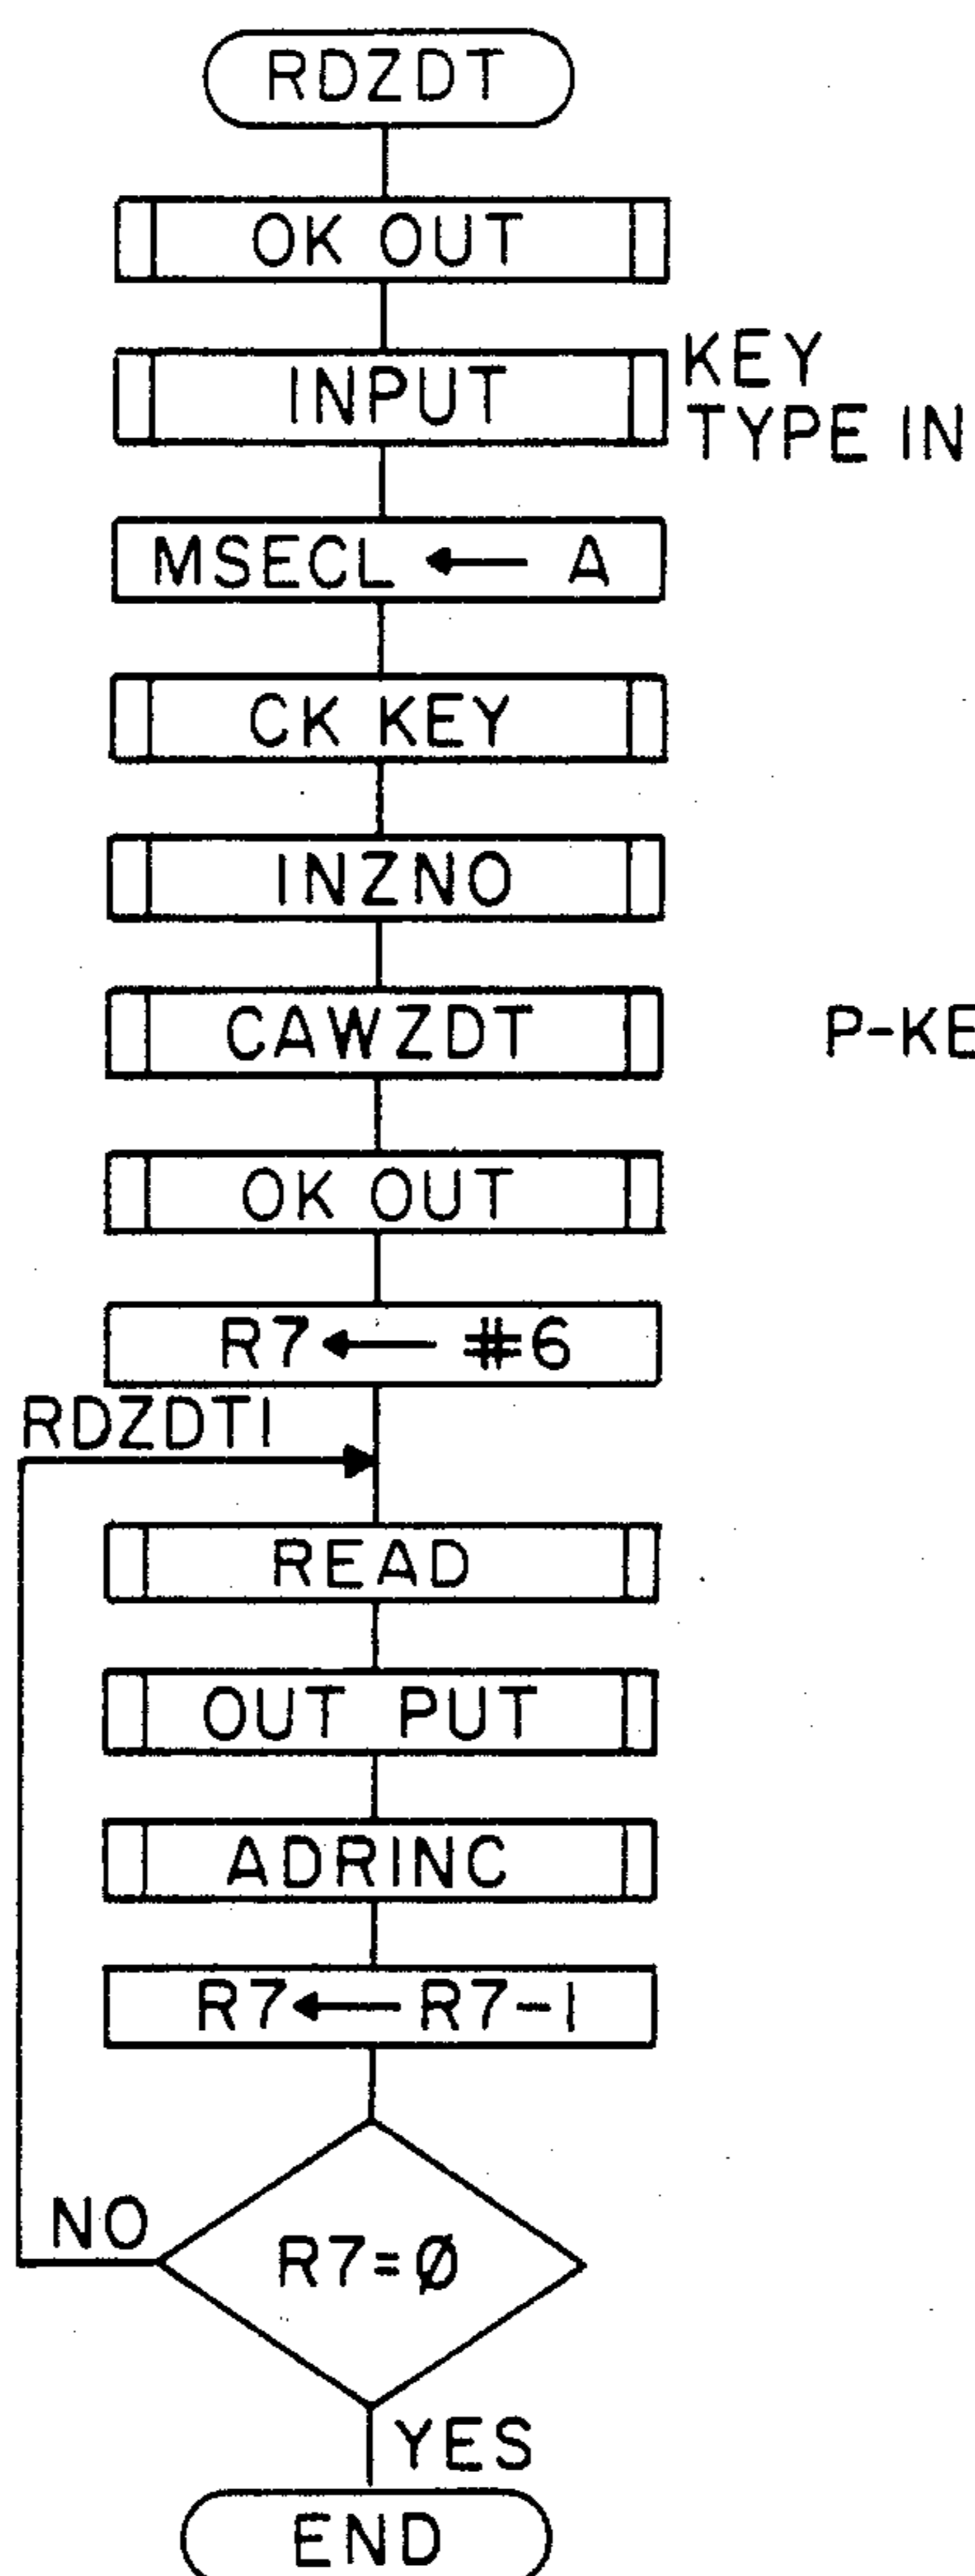 RDZDT
OK OUT
INPUT
KEY
TYPE IN
MSECL ← A
CK KEY
INZNO
CAWZDT
P-KE
OK OUT
R7 ← #6
RDZDT1
READ
OUT PUT
ADRINC
R7 ← R7-1
NO
R7=Ø
YES
END